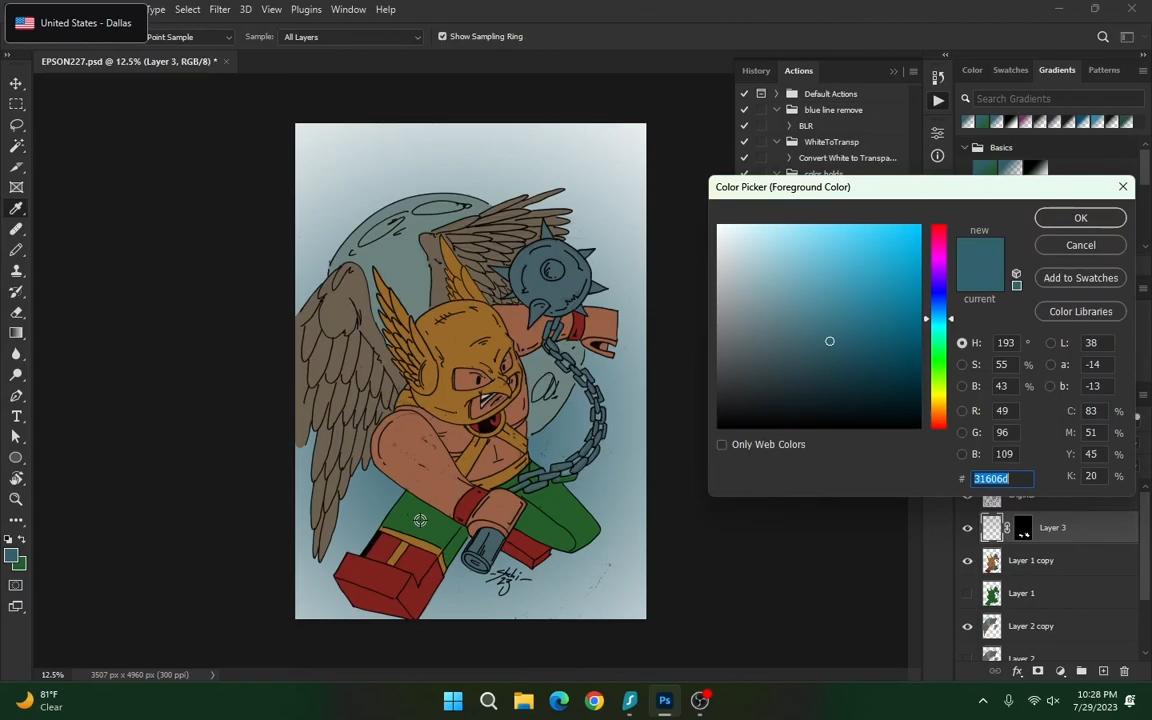 United States - Dallas
Type Select Filter 3D View Plugins Window Help
Point Sample Sample: All Layers Show Sampling Ring
EPSON227.psd @ 12.5% (Layer 3, RGB/8) *
History Actions
Default Actions
blue line remove
BLR
WhiteToTransp
Convert White to Transpa...
color holds
Color Swatches Gradients Patterns
Search Gradients
Basics
Color Picker (Foreground Color)
new
current
OK
Cancel
Add to Swatches
Color Libraries
H: 193 ° L: 38
S: 55 % a: -14
B: 43 % b: -13
R: 49 C: 83 %
G: 96 M: 51 %
B: 109 Y: 45 %
# 31606d K: 20 %
Only Web Colors
Layer 3
Layer 1 copy
Layer 1
Layer 2 copy
Layer 2
12.5% 3507 px x 4960 px (300 ppi)
81°F
Clear
10:28 PM
7/29/2023